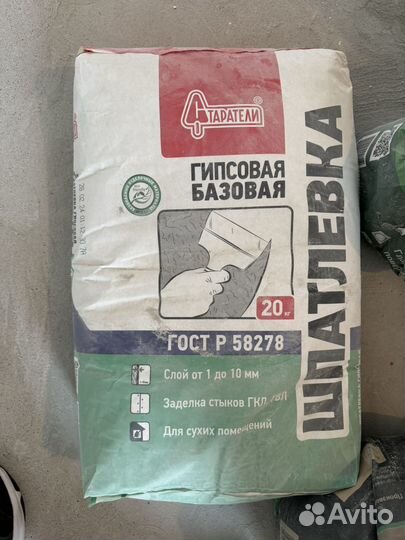 СТАРАТЕЛИ®
ГИПСОВАЯ
БАЗОВАЯ
ШПАТЛЕВКА
20 кг
ГОСТ Р 58278
Слой от 1 до 10 мм
Заделка стыков ГКЛ, ГВЛ
Для сухих помещений
Avito